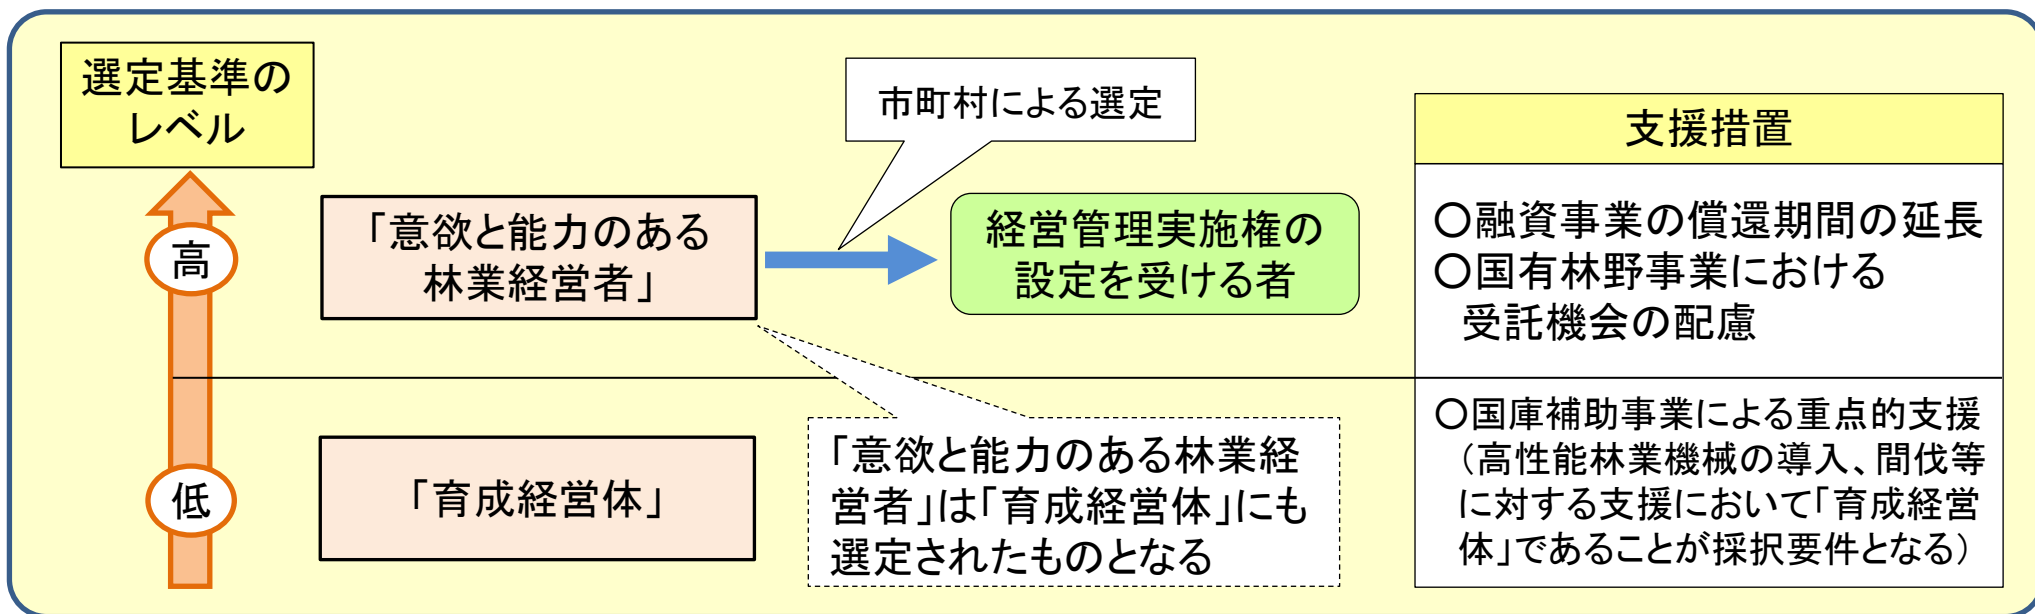 選定基準の
レベル
高
低
「意欲と能力のある
林業経営者」
市町村による選定
経営管理実施権の
設定を受ける者
「育成経営体」
「意欲と能力のある林業経
営者」は「育成経営体」にも
選定されたものとなる
支援措置
○融資事業の償還期間の延長
○国有林野事業における
受託機会の配慮
○国庫補助事業による重点的支援
（高性能林業機械の導入、間伐等
に対する支援において「育成経営
体」であることが採択要件となる）